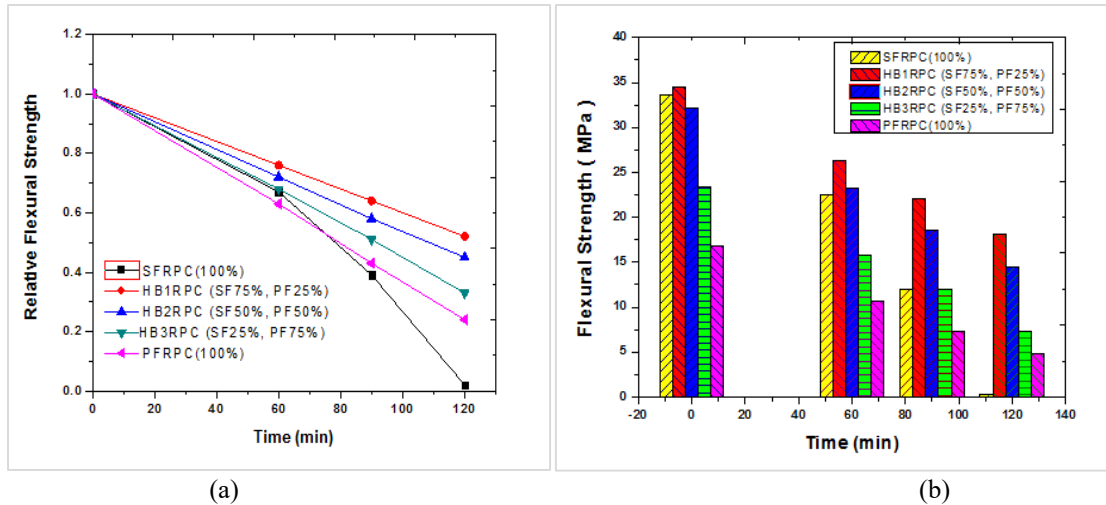 Relative Flexural Strength
1.2
1.0
0.8
0.6
0.4
0.2
0.0
SFRPC(100%)
HB1RPC (SF75%, PF25%)
HB2RPC (SF50%, PF50%)
HB3RPC (SF25%, PF75%)
PFRPC(100%)
0 20 40 60 80 100 120
Time (min)
(a)
Flexural Strength ( MPa )
40
35
30
25
20
15
10
5
0
SFRPC(100%)
HB1RPC (SF75%, PF25%)
HB2RPC (SF50%, PF50%)
HB3RPC (SF25%, PF75%)
PFRPC(100%)
-20 0 20 40 60 80 100 120 140
Time (min)
(b)